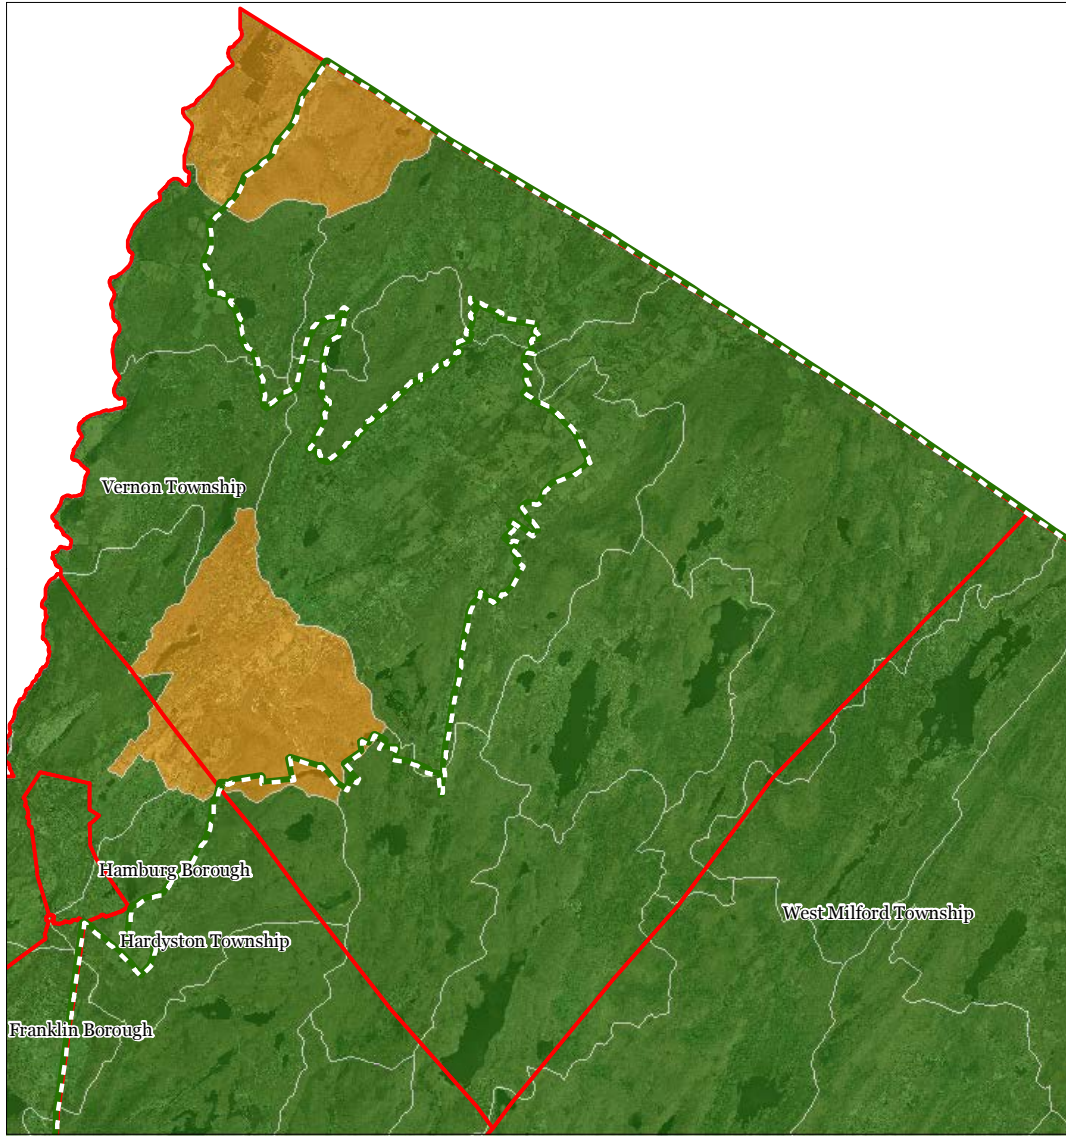 Vernon Township
Hamburg Borough
West Milford Township
Hardyston Township
Franklin Borough